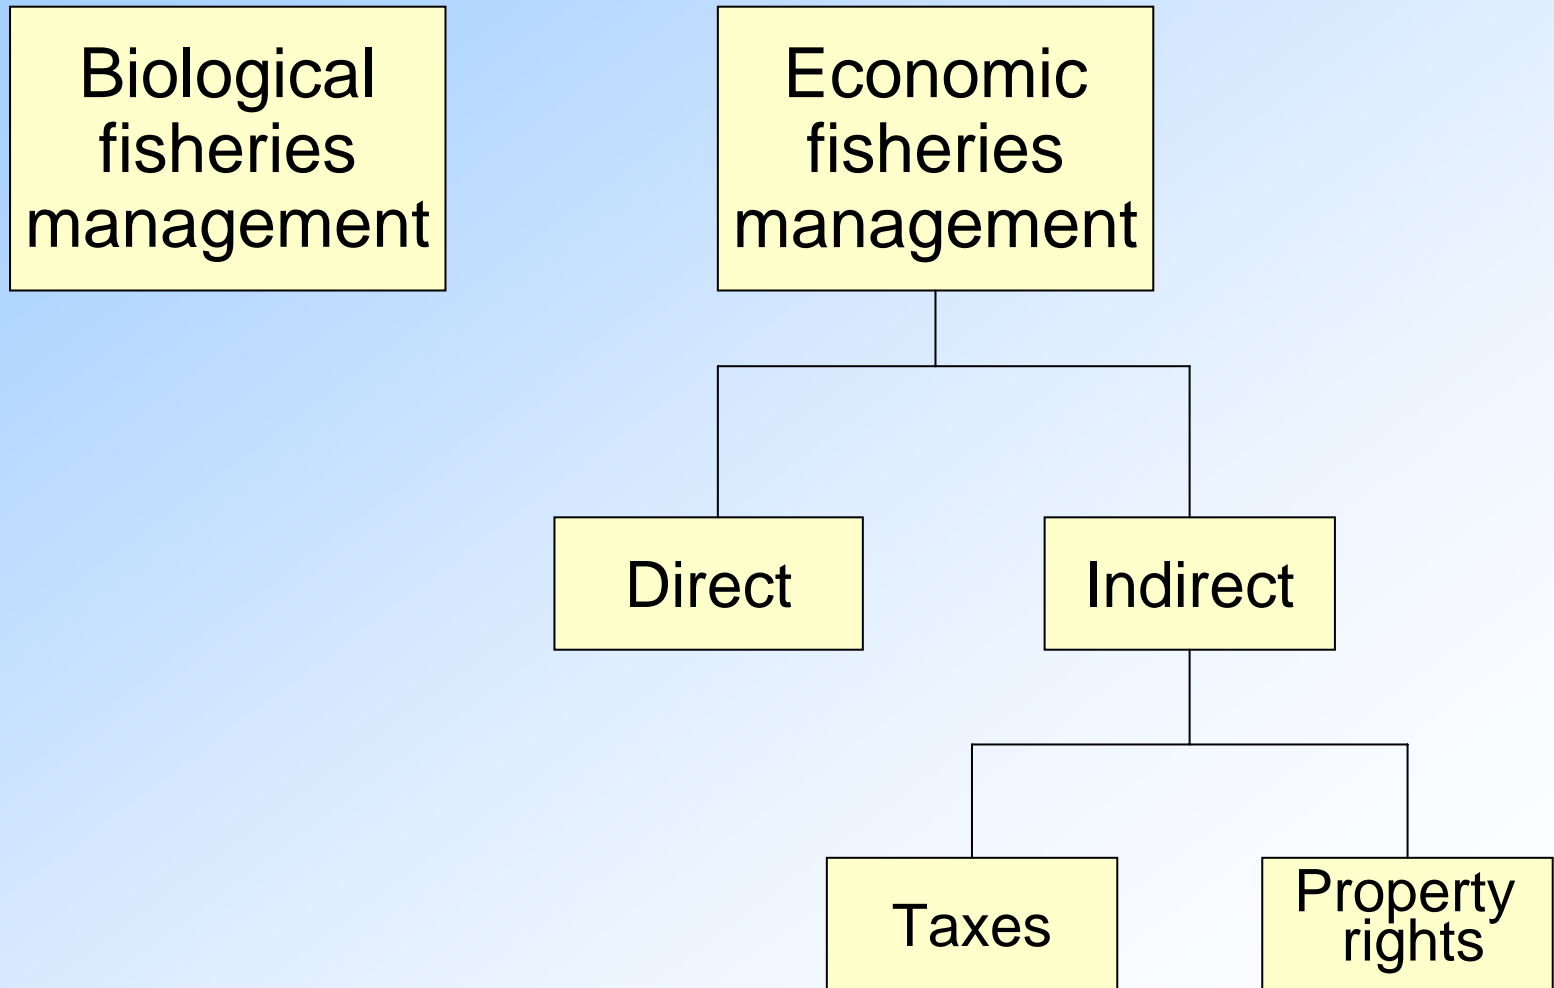 Biological
fisheries
management
Economic
fisheries
management
Direct
Indirect
Taxes
Property
rights